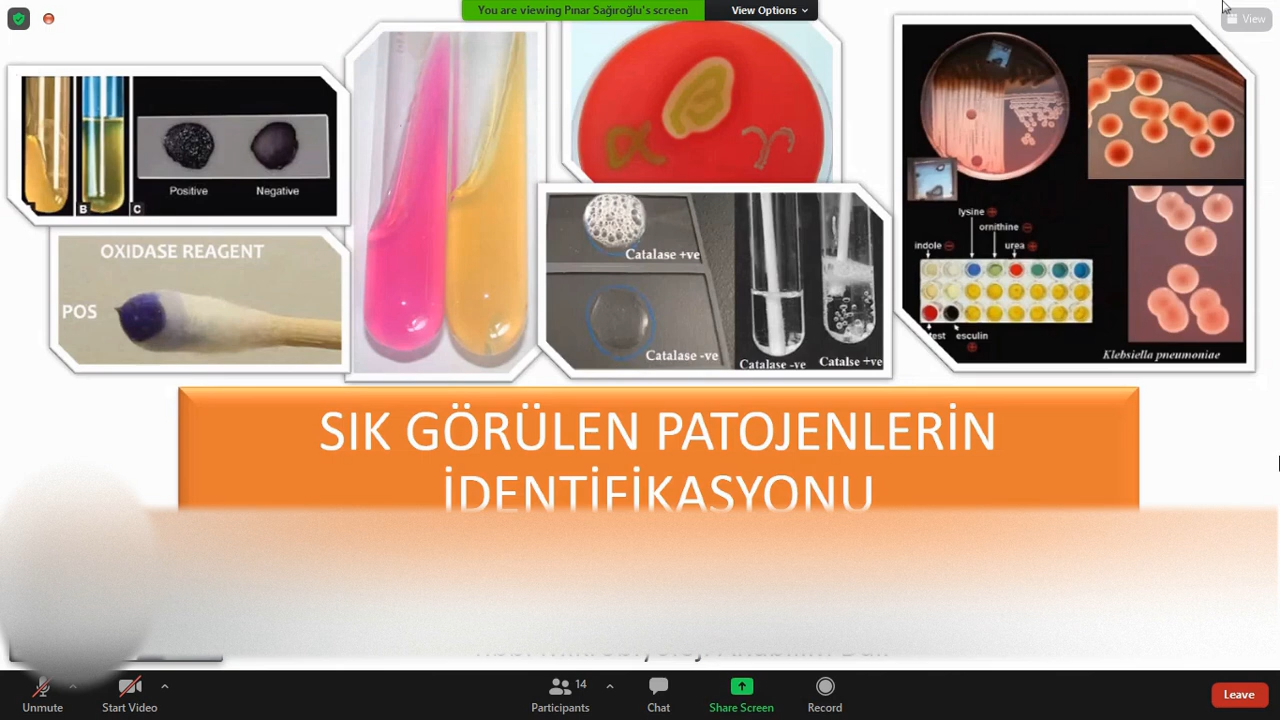 You are viewing Pınar Sağıroğlu's screen
View Options
View
B
C
Positive
Negative
OXIDASE REAGENT
POS
α
β
γ
Catalase +ve
Catalase -ve
Catalase -ve
Catalse +ve
lysine
ornithine
indole
urea
esculin
Klebsiella pneumoniae
SIK GÖRÜLEN PATOJENLERİN
İDENTİFİKASYONU
Unmute
Start Video
14
Participants
Chat
Share Screen
Record
Leave